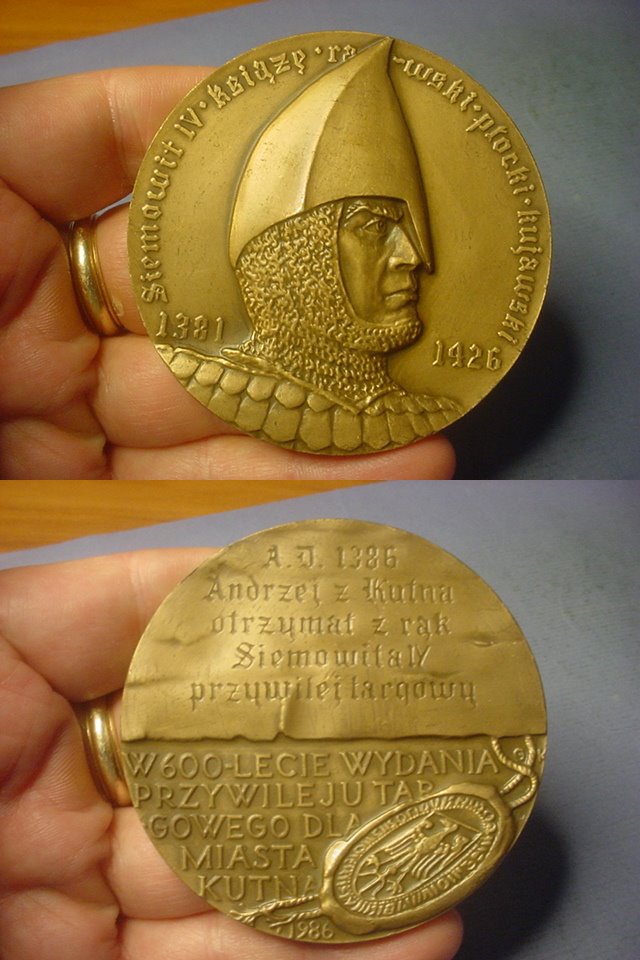 Siemowit IV · książę · ra-wski · płocki · kujawski
1381
1426
A.D. 1386
Andrzej z Kutna
otrzymał z rąk
Siemowita IV
przywilej targowy
W 600-LECIE WYDANIA
PRZYWILEJU TAR
GOWEGO DLA
MIASTA
KUTNA
1986